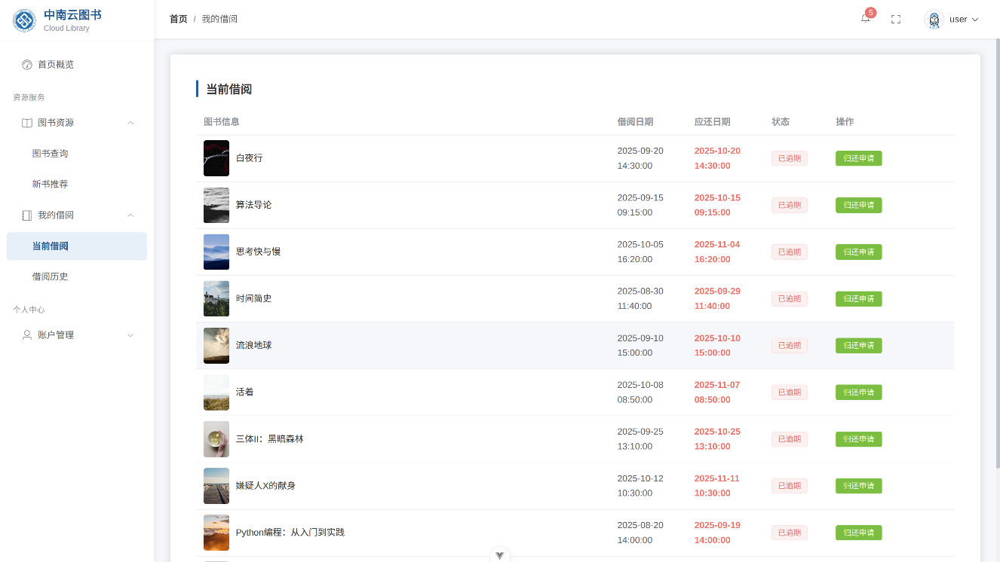 中南云图书
Cloud Library
首页 / 我的借阅
5
user
首页概览
资源服务
图书资源
图书查询
新书推荐
我的借阅
当前借阅
借阅历史
个人中心
账户管理
当前借阅
图书信息 借阅日期 应还日期 状态 操作
白夜行 2025-09-20 14:30:00 2025-10-20 14:30:00 已逾期 归还申请
算法导论 2025-09-15 09:15:00 2025-10-15 09:15:00 已逾期 归还申请
思考快与慢 2025-10-05 16:20:00 2025-11-04 16:20:00 已逾期 归还申请
时间简史 2025-08-30 11:40:00 2025-09-29 11:40:00 已逾期 归还申请
流浪地球 2025-09-10 15:00:00 2025-10-10 15:00:00 已逾期 归还申请
活着 2025-10-08 08:50:00 2025-11-07 08:50:00 已逾期 归还申请
三体II：黑暗森林 2025-09-25 13:10:00 2025-10-25 13:10:00 已逾期 归还申请
嫌疑人X的献身 2025-10-12 10:30:00 2025-11-11 10:30:00 已逾期 归还申请
Python编程：从入门到实践 2025-08-20 14:00:00 2025-09-19 14:00:00 已逾期 归还申请